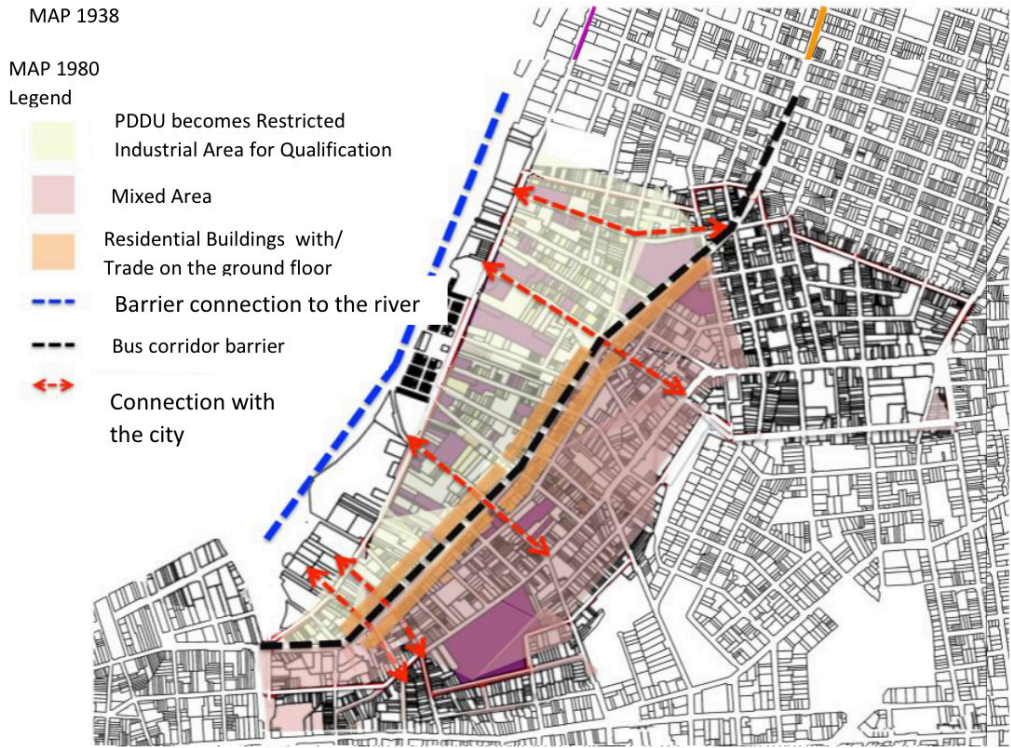 MAP 1938
MAP 1980
Legend
PDDU becomes Restricted
Industrial Area for Qualification
Mixed Area
Residential Buildings with/
Trade on the ground floor
Barrier connection to the river
Bus corridor barrier
Connection with
the city